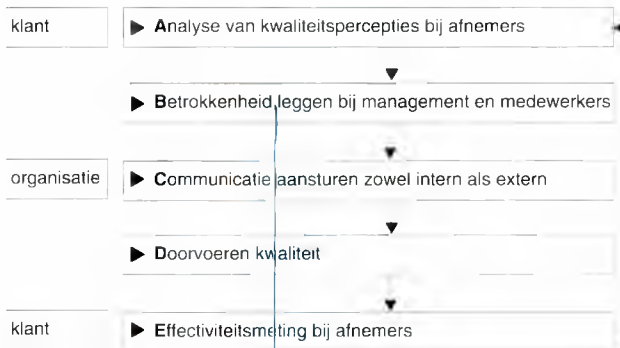 klant ▶ Analyse van kwaliteitspercepties bij afnemers
▶ Betrokkenheid leggen bij management en medewerkers
organisatie ▶ Communicatie aansturen zowel intern als extern
▶ Doorvoeren kwaliteit
klant ▶ Effectiviteitsmeting bij afnemers